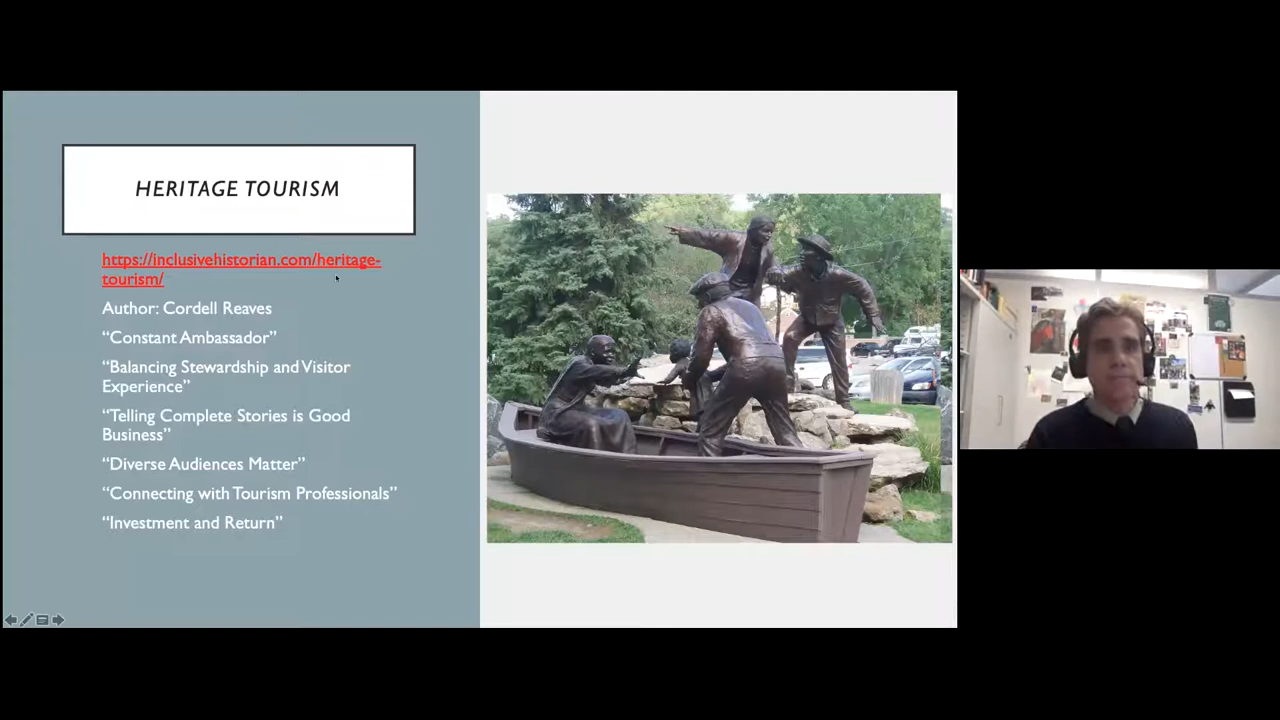 HERITAGE TOURISM
https://inclusivehistorian.com/heritage-
tourism/
Author: Cordell Reaves
“Constant Ambassador”
“Balancing Stewardship and Visitor
Experience”
“Telling Complete Stories is Good
Business”
“Diverse Audiences Matter”
“Connecting with Tourism Professionals”
“Investment and Return”